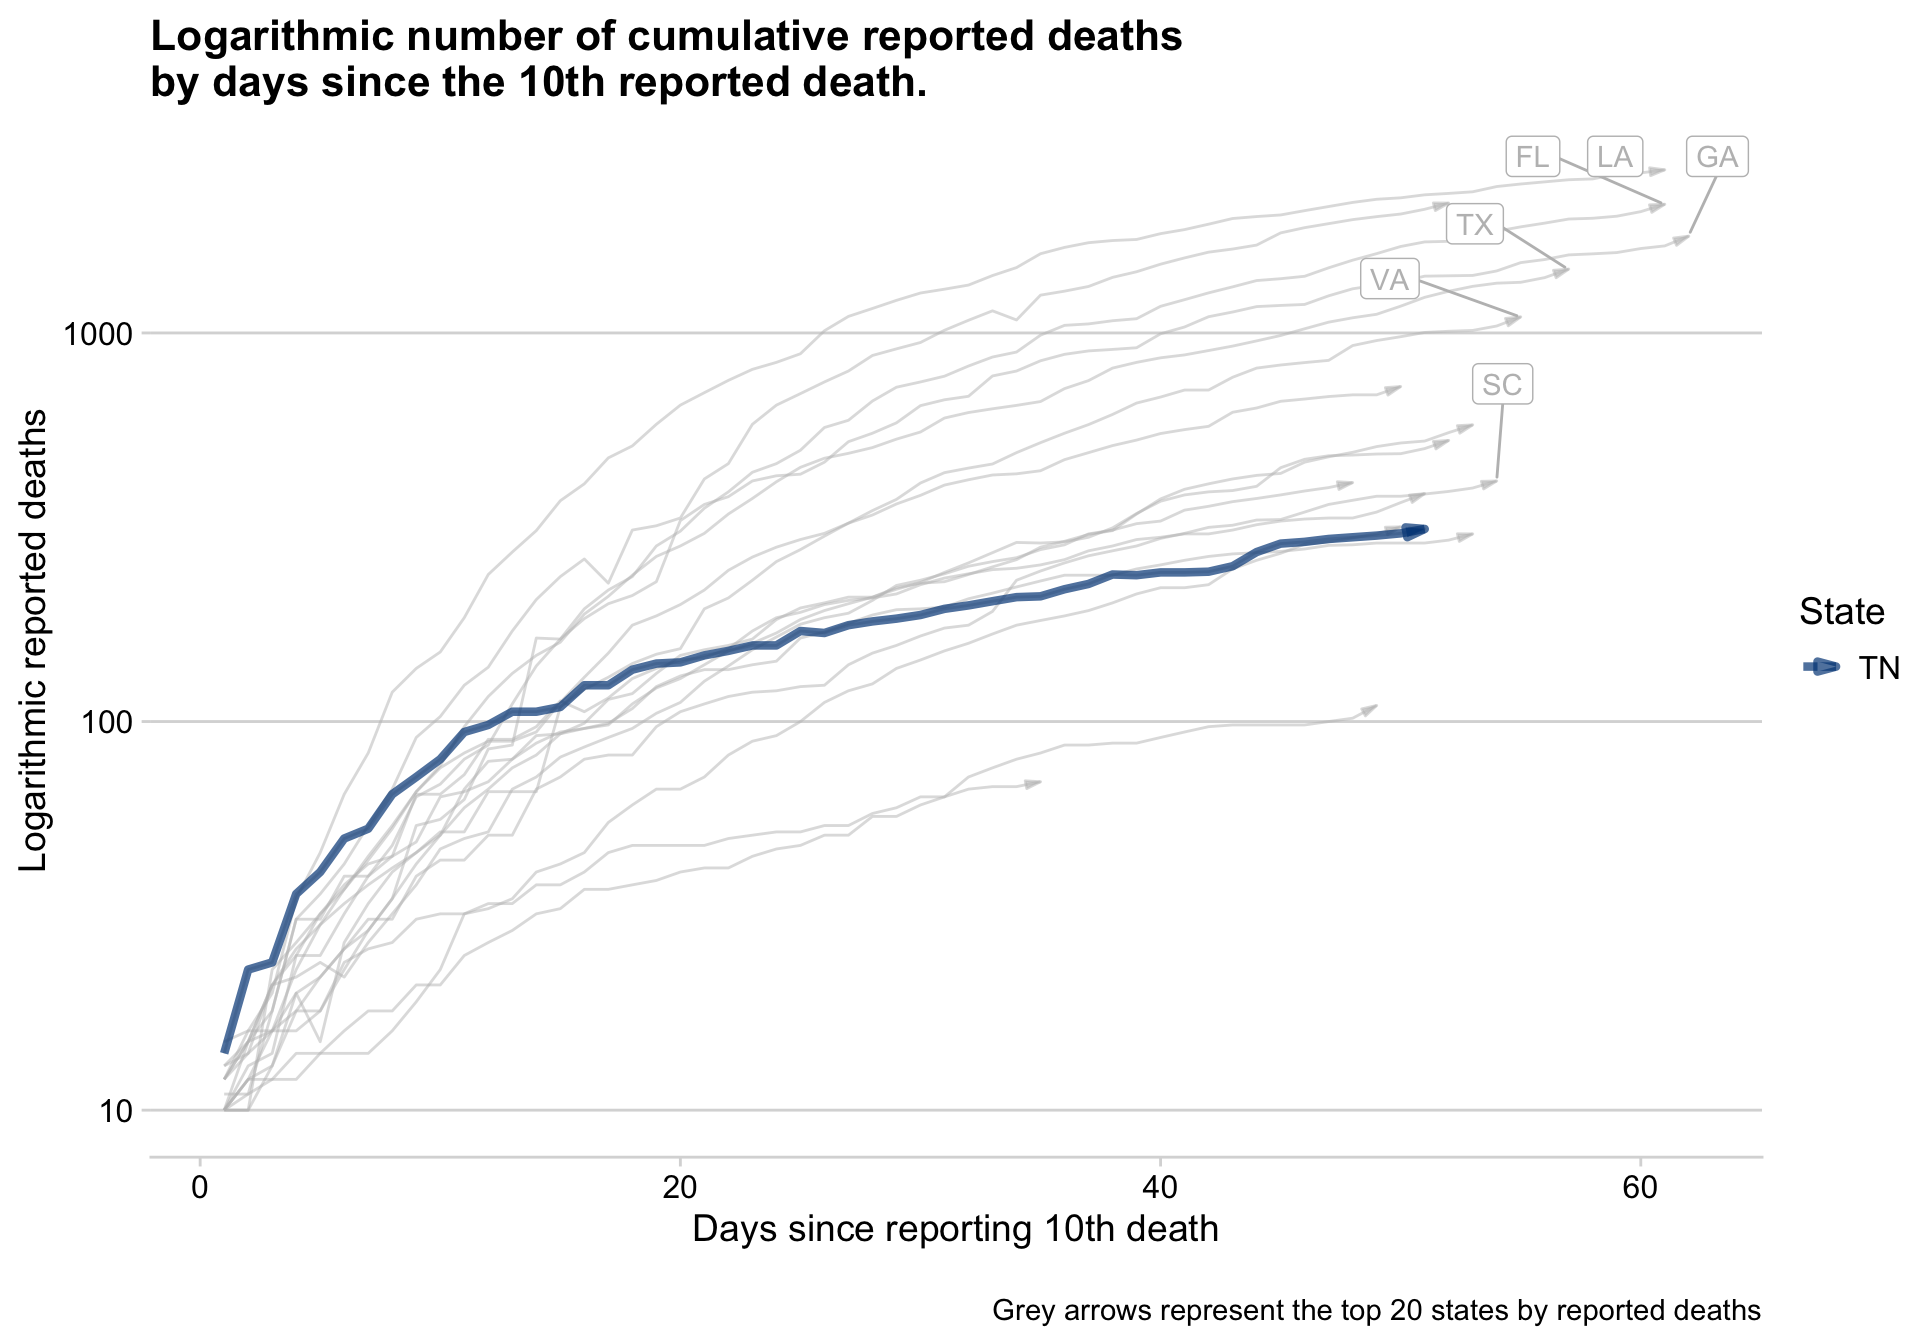 Logarithmic number of cumulative reported deaths
by days since the 10th reported death.
FL
LA
GA
TX
VA
SC
1000
100
10
Logarithmic reported deaths
0
20
40
60
Days since reporting 10th death
State
TN
Grey arrows represent the top 20 states by reported deaths